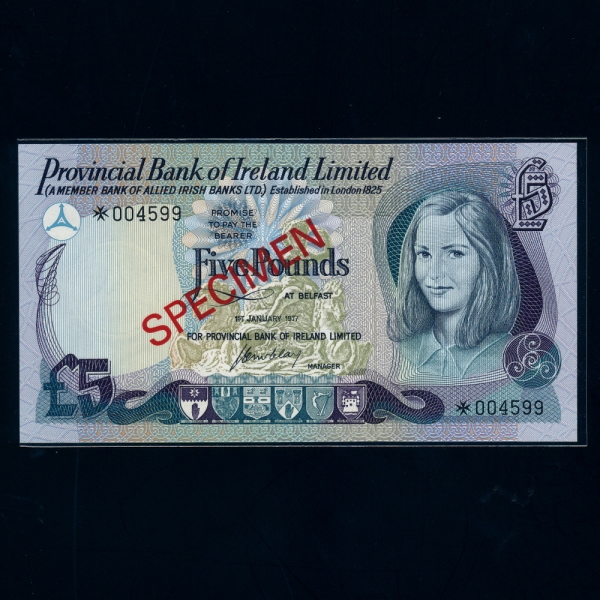 Provincial Bank of Ireland Limited
(A MEMBER BANK OF ALLIED IRISH BANKS LTD.) Established in London 1825
*004599
PROMISE
TO PAY THE
BEARER
Five Pounds
SPECIMEN
AT BELFAST
1ST JANUARY 1977
FOR PROVINCIAL BANK OF IRELAND LIMITED
MANAGER
£5
*004599